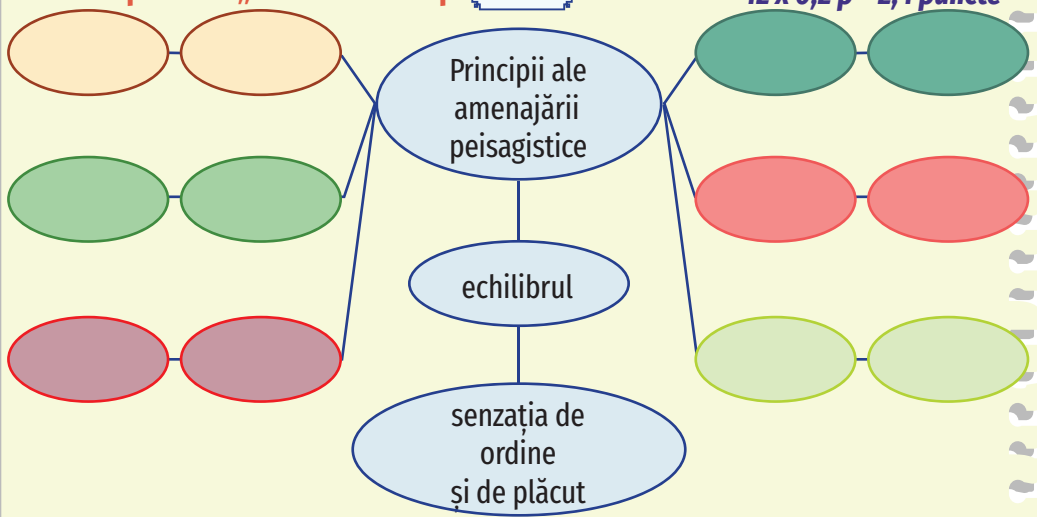 Principii ale
amenajării
peisagistice
echilibrul
senzația de
ordine
și de plăcut